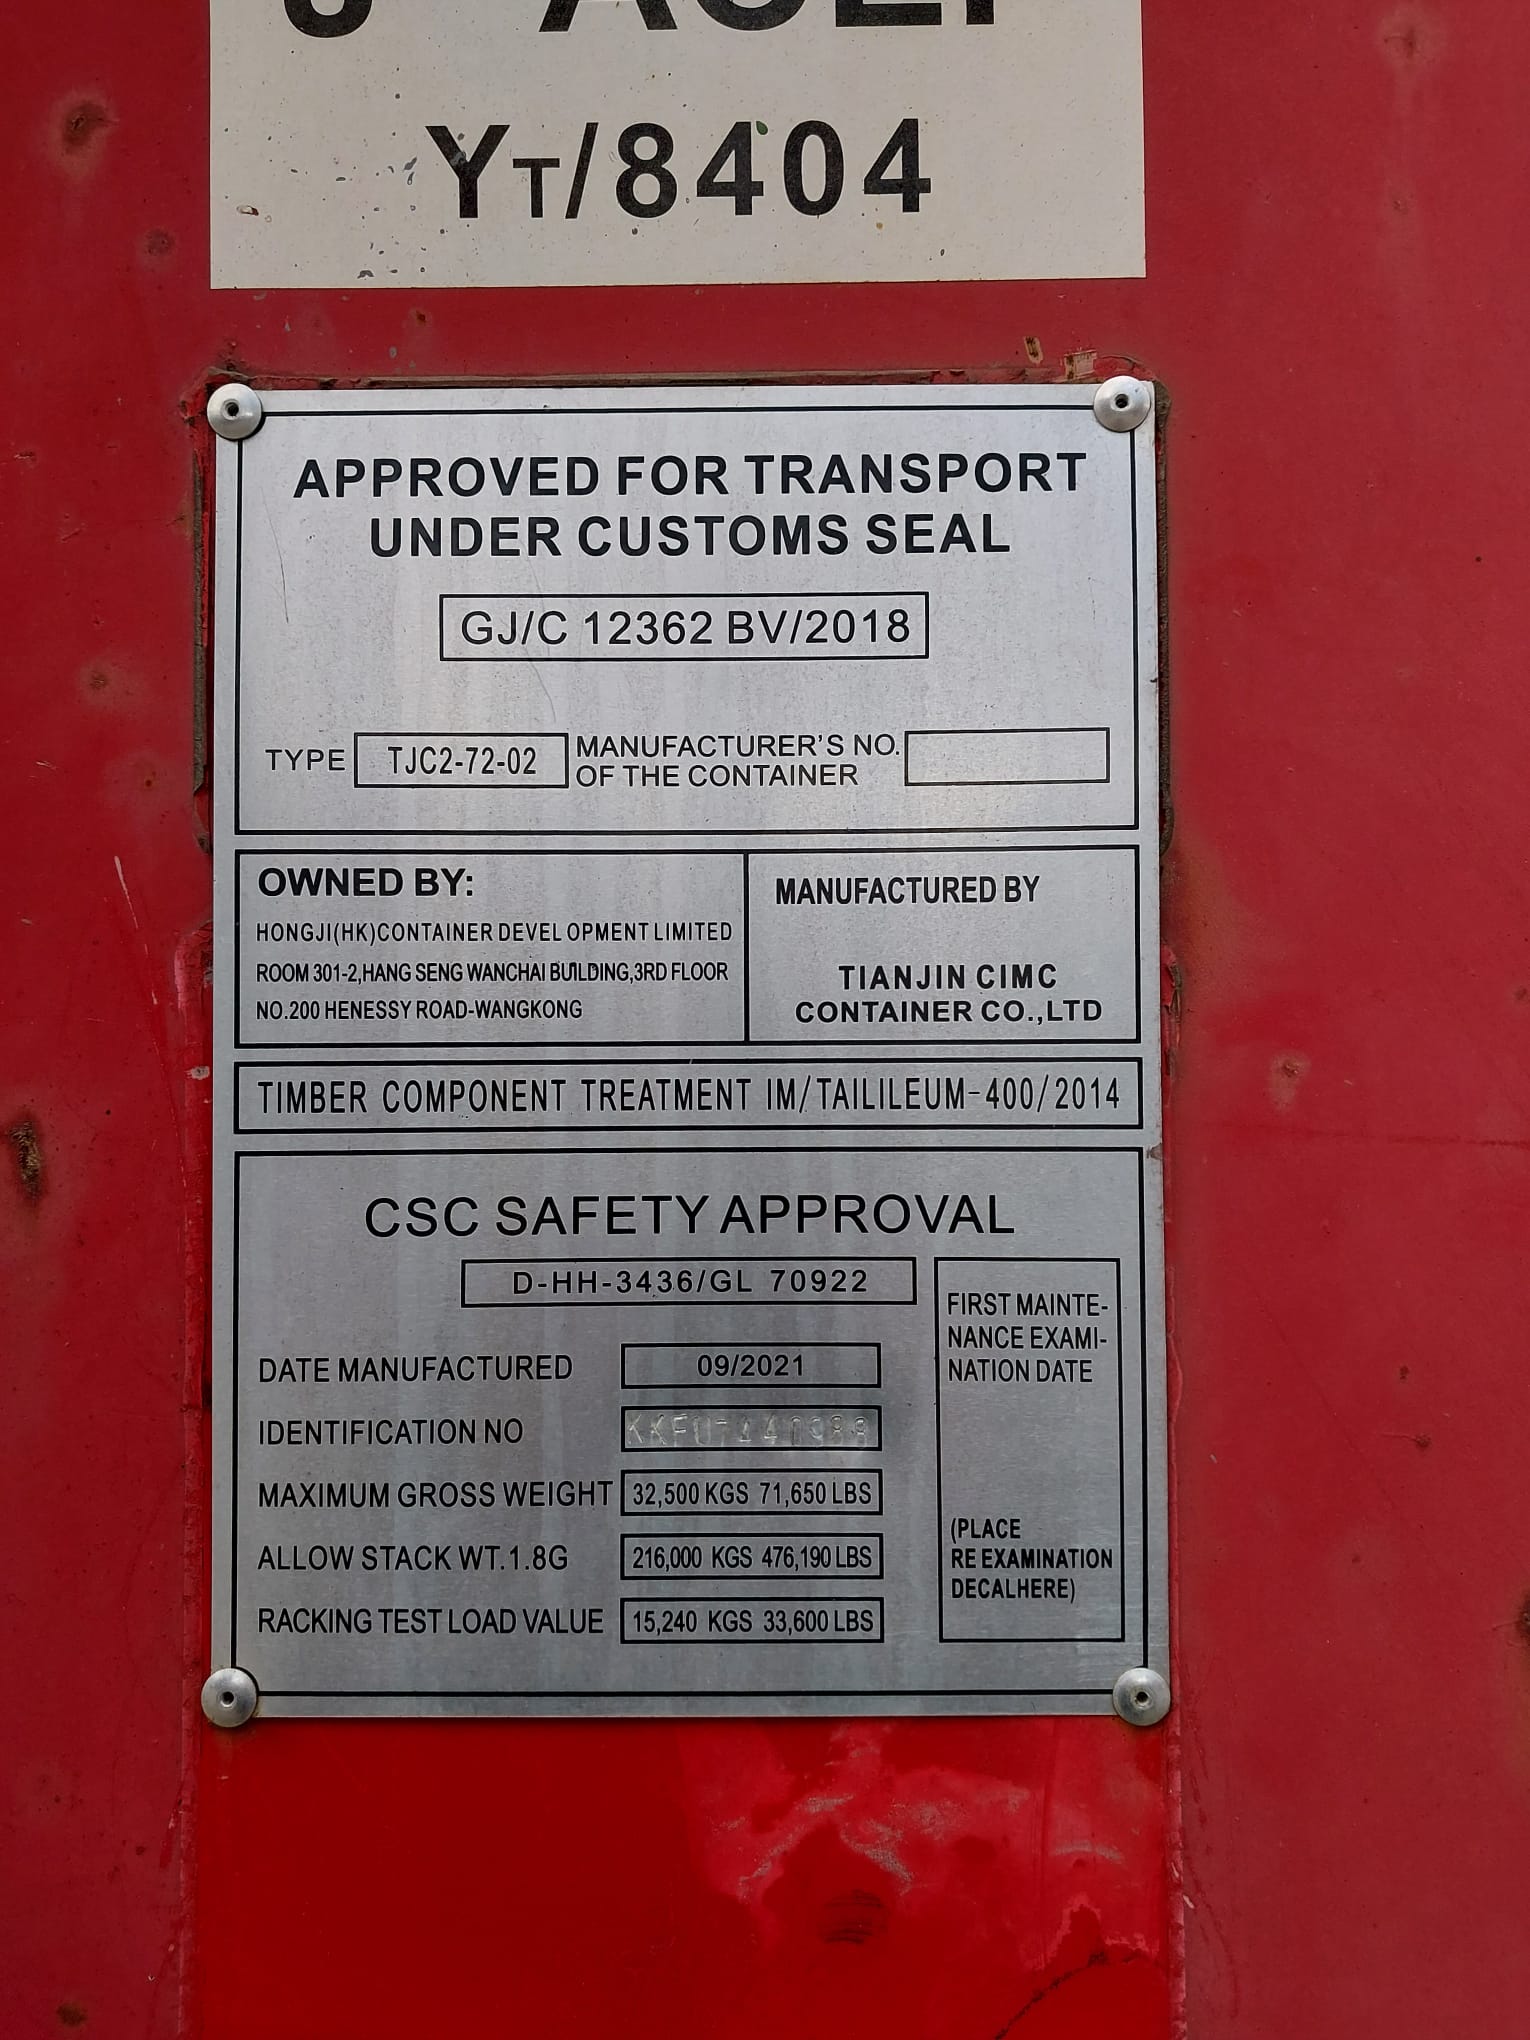 YT/8404
APPROVED FOR TRANSPORT
UNDER CUSTOMS SEAL
GJ/C 12362 BV/2018
TYPE TJC2-72-02 MANUFACTURER'S NO.
OF THE CONTAINER
OWNED BY:
HONGJI(HK)CONTAINER DEVEL OPMENT LIMITED
ROOM 301-2,HANG SENG WANCHAI BUILDING,3RD FLOOR
NO.200 HENESSY ROAD-WANGKONG
MANUFACTURED BY
TIANJIN CIMC
CONTAINER CO.,LTD
TIMBER COMPONENT TREATMENT IM/TAILILEUM-400/2014
CSC SAFETY APPROVAL
D-HH-3436/GL 70922
DATE MANUFACTURED 09/2021
IDENTIFICATION NO
MAXIMUM GROSS WEIGHT 32,500 KGS 71,650 LBS
ALLOW STACK WT.1.8G 216,000 KGS 476,190 LBS
RACKING TEST LOAD VALUE 15,240 KGS 33,600 LBS
FIRST MAINTE-
NANCE EXAMI-
NATION DATE
(PLACE
RE EXAMINATION
DECALHERE)